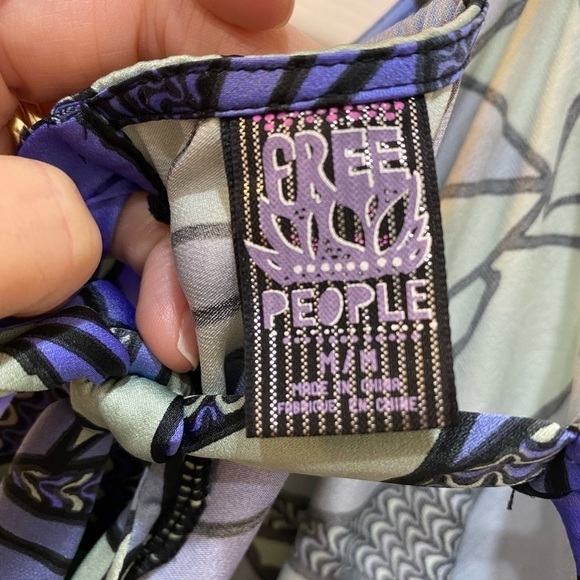 FREE
PEOPLE
M/M
MADE IN CHINA
FABRIQUE EN CHINE